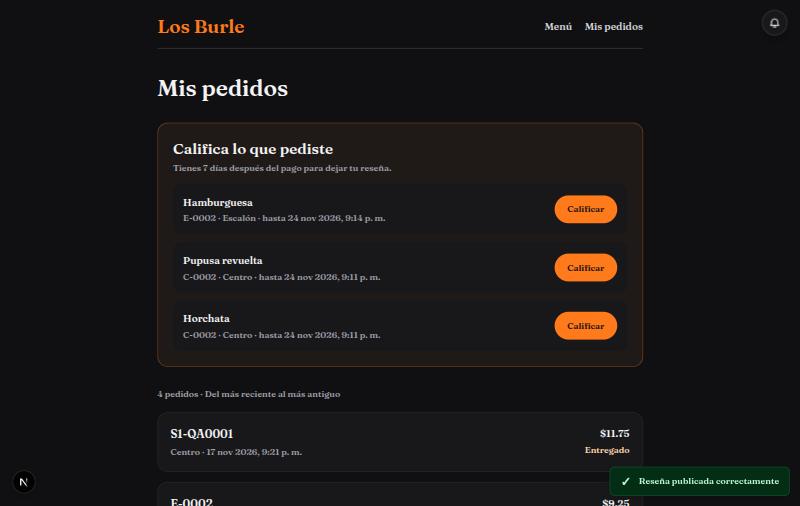 Los Burle
Menú Mis pedidos
Mis pedidos
Califica lo que pediste
Tienes 7 días después del pago para dejar tu reseña.
Hamburguesa
E-0002 · Escalón · hasta 24 nov 2026, 9:14 p. m.
Calificar
Pupusa revuelta
C-0002 · Centro · hasta 24 nov 2026, 9:11 p. m.
Calificar
Horchata
C-0002 · Centro · hasta 24 nov 2026, 9:11 p. m.
Calificar
4 pedidos · Del más reciente al más antiguo
S1-QA0001
$11.75
Centro · 17 nov 2026, 9:21 p. m.
Entregado
E-0002
$9.25
N
✓ Reseña publicada correctamente